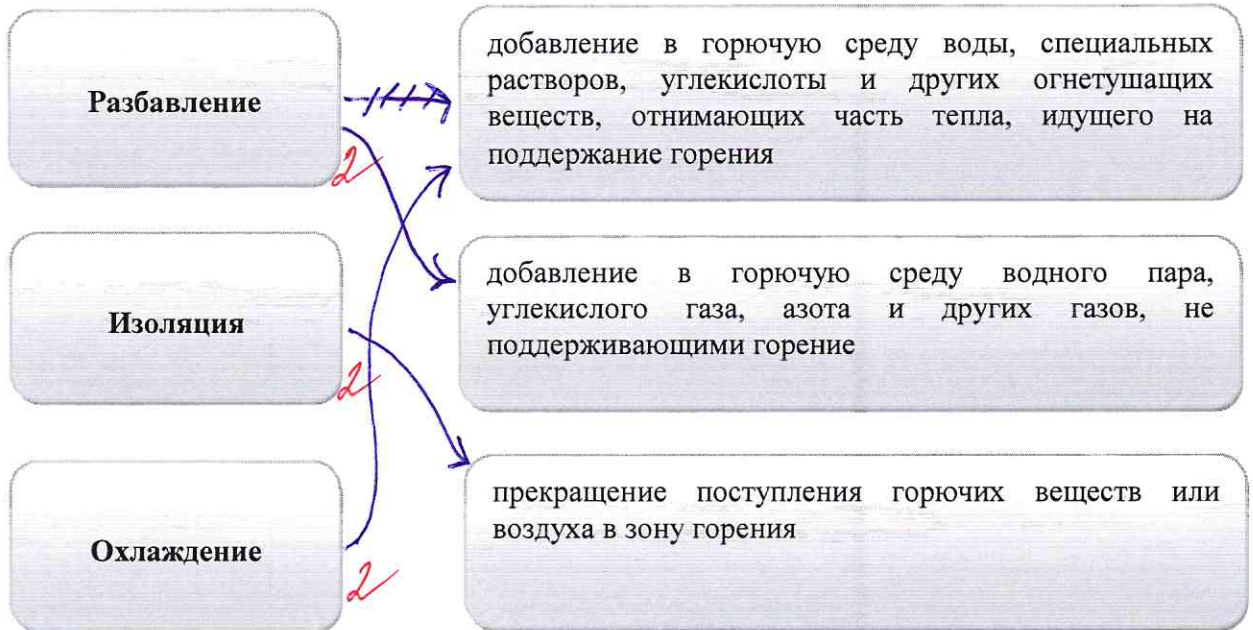 Разбавление
добавление в горючую среду воды, специальных
растворов, углекислоты и других огнетушащих
веществ, отнимающих часть тепла, идущего на
поддержание горения
2
Изоляция
добавление в горючую среду водного пара,
углекислого газа, азота и других газов, не
поддерживающими горение
2
Охлаждение
прекращение поступления горючих веществ или
воздуха в зону горения
2